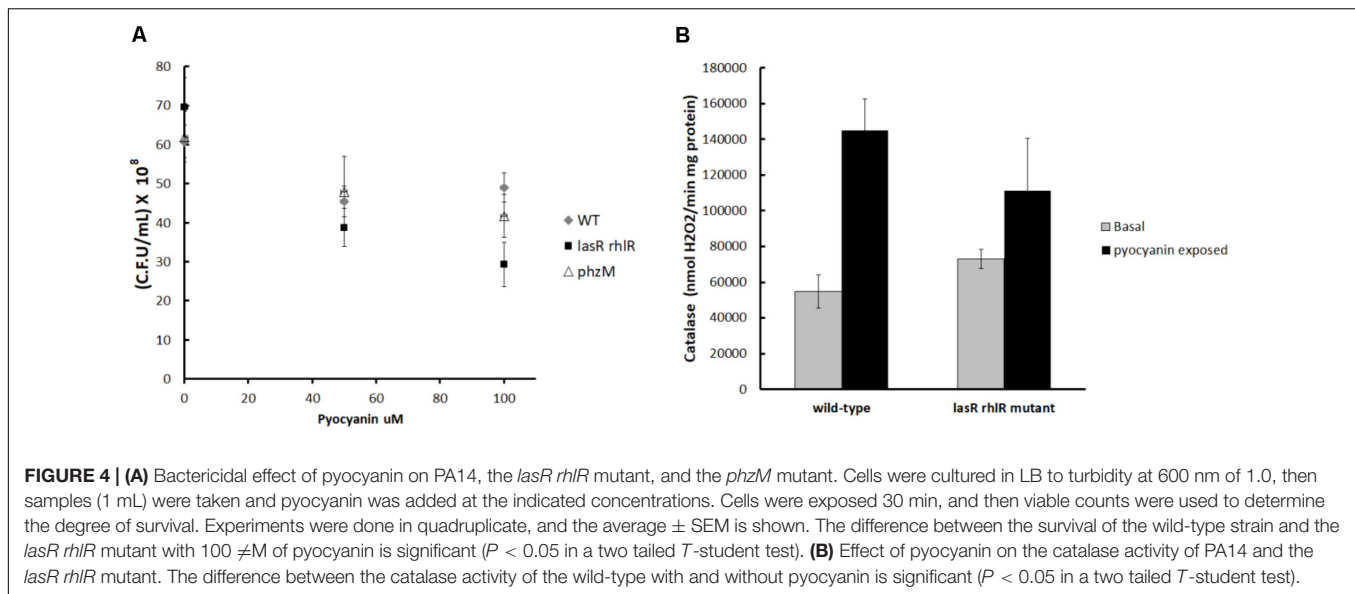 A
80
70
60
50
40
30
20
10
0
(C.F.U/mL) X 10⁸
0 20 40 60 80 100
Pyocyanin uM
WT
lasR rhlR
phzM
B
180000
160000
140000
120000
100000
80000
60000
40000
20000
0
Catalase (nmol H2O2/min mg protein)
wild-type lasR rhlR mutant
Basal
pyocyanin exposed
FIGURE 4 | (A) Bactericidal effect of pyocyanin on PA14, the lasR rhlR mutant, and the phzM mutant. Cells were cultured in LB to turbidity at 600 nm of 1.0, then
samples (1 mL) were taken and pyocyanin was added at the indicated concentrations. Cells were exposed 30 min, and then viable counts were used to determine
the degree of survival. Experiments were done in quadruplicate, and the average ± SEM is shown. The difference between the survival of the wild-type strain and the
lasR rhlR mutant with 100 ≠M of pyocyanin is significant (P < 0.05 in a two tailed T-student test). (B) Effect of pyocyanin on the catalase activity of PA14 and the
lasR rhlR mutant. The difference between the catalase activity of the wild-type with and without pyocyanin is significant (P < 0.05 in a two tailed T-student test).